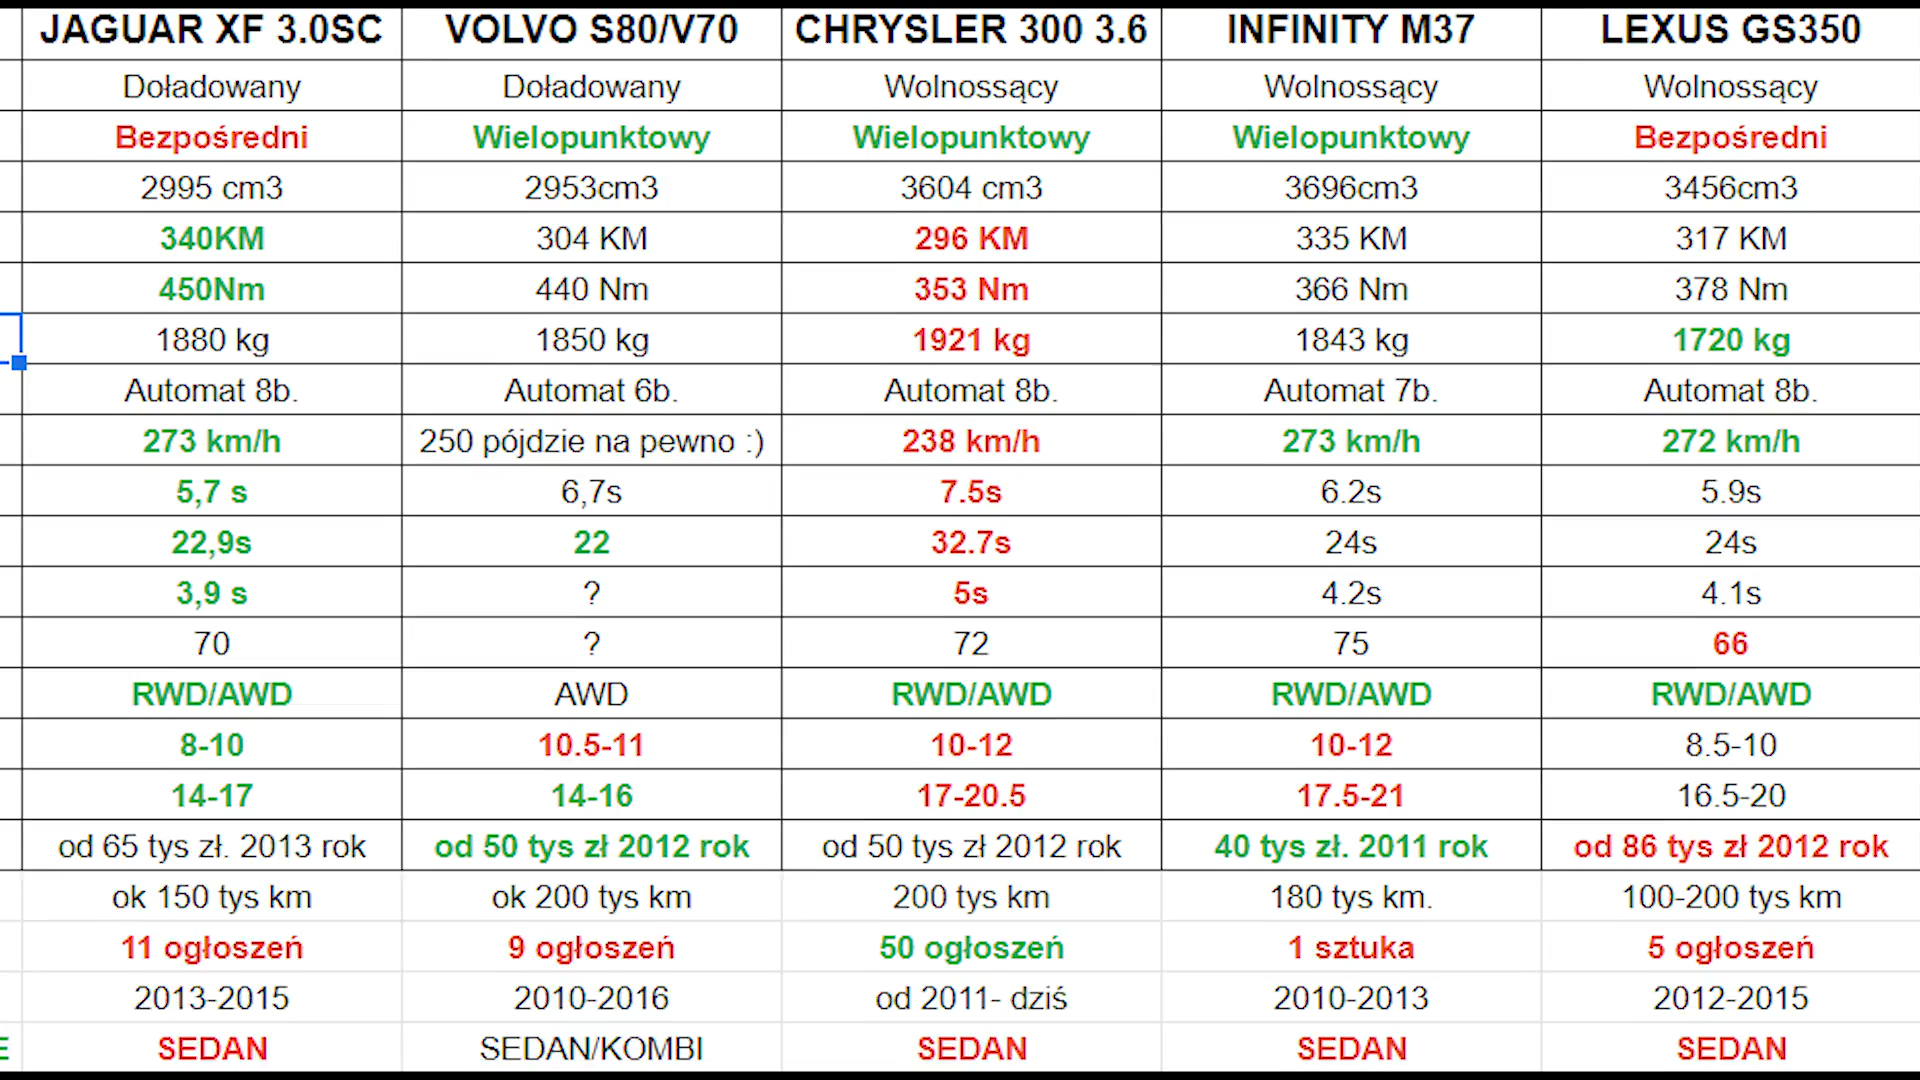 JAGUAR XF 3.0SC VOLVO S80/V70 CHRYSLER 300 3.6 INFINITY M37 LEXUS GS350
Doładowany Doładowany Wolnossący Wolnossący Wolnossący
Bezpośredni Wielopunktowy Wielopunktowy Wielopunktowy Bezpośredni
2995 cm3 2953cm3 3604 cm3 3696cm3 3456cm3
340KM 304 KM 296 KM 335 KM 317 KM
450Nm 440 Nm 353 Nm 366 Nm 378 Nm
1880 kg 1850 kg 1921 kg 1843 kg 1720 kg
Automat 8b. Automat 6b. Automat 8b. Automat 7b. Automat 8b.
273 km/h 250 pójdzie na pewno :) 238 km/h 273 km/h 272 km/h
5,7 s 6,7s 7.5s 6.2s 5.9s
22,9s 22 32.7s 24s 24s
3,9 s ? 5s 4.2s 4.1s
70 ? 72 75 66
RWD/AWD AWD RWD/AWD RWD/AWD RWD/AWD
8-10 10.5-11 10-12 10-12 8.5-10
14-17 14-16 17-20.5 17.5-21 16.5-20
od 65 tys zł. 2013 rok od 50 tys zł 2012 rok od 50 tys zł 2012 rok 40 tys zł. 2011 rok od 86 tys zł 2012 rok
ok 150 tys km ok 200 tys km 200 tys km 180 tys km. 100-200 tys km
11 ogłoszeń 9 ogłoszeń 50 ogłoszeń 1 sztuka 5 ogłoszeń
2013-2015 2010-2016 od 2011- dziś 2010-2013 2012-2015
E SEDAN SEDAN/KOMBI SEDAN SEDAN SEDAN